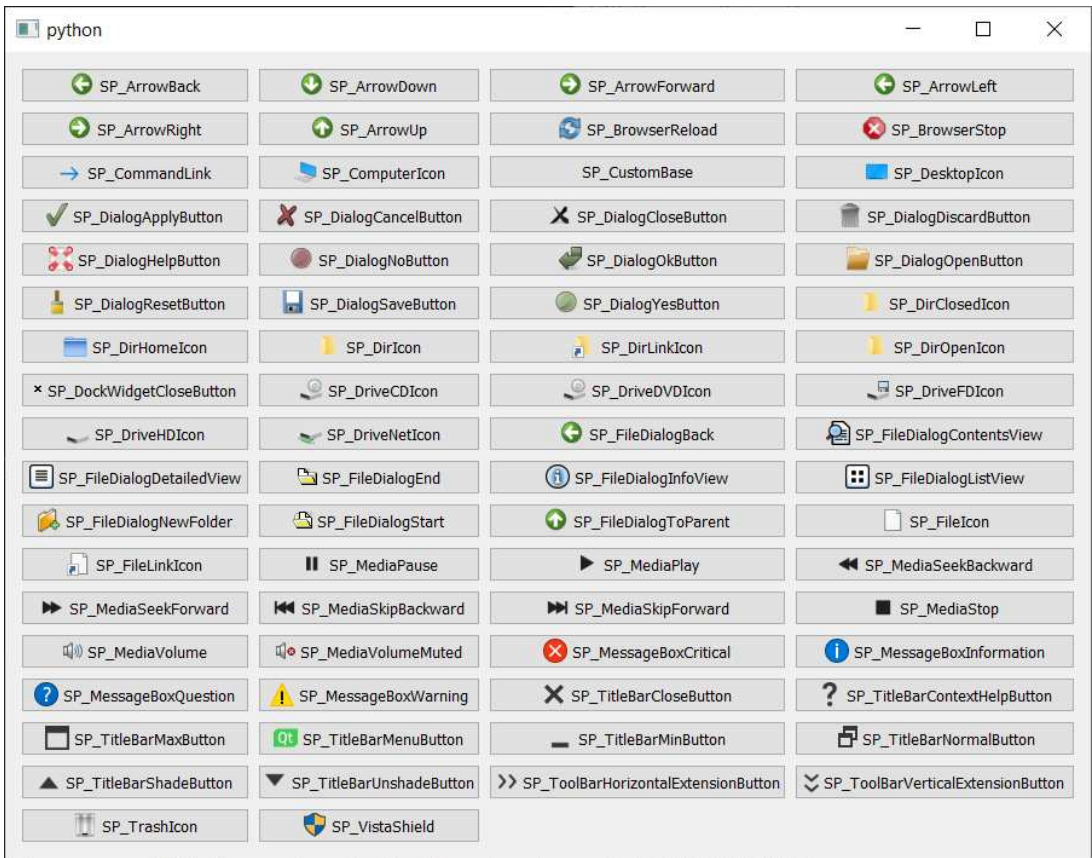 python
SP_ArrowBack SP_ArrowDown SP_ArrowForward SP_ArrowLeft
SP_ArrowRight SP_ArrowUp SP_BrowserReload SP_BrowserStop
SP_CommandLink SP_ComputerIcon SP_CustomBase SP_DesktopIcon
SP_DialogApplyButton SP_DialogCancelButton SP_DialogCloseButton SP_DialogDiscardButton
SP_DialogHelpButton SP_DialogNoButton SP_DialogOkButton SP_DialogOpenButton
SP_DialogResetButton SP_DialogSaveButton SP_DialogYesButton SP_DirClosedIcon
SP_DirHomeIcon SP_DirIcon SP_DirLinkIcon SP_DirOpenIcon
SP_DockWidgetCloseButton SP_DriveCDIcon SP_DriveDVDIcon SP_DriveFDIcon
SP_DriveHDIcon SP_DriveNetIcon SP_FileDialogBack SP_FileDialogContentsView
SP_FileDialogDetailedView SP_FileDialogEnd SP_FileDialogInfoView SP_FileDialogListView
SP_FileDialogNewFolder SP_FileDialogStart SP_FileDialogToParent SP_FileIcon
SP_FileLinkIcon SP_MediaPause SP_MediaPlay SP_MediaSeekBackward
SP_MediaSeekForward SP_MediaSkipBackward SP_MediaSkipForward SP_MediaStop
SP_MediaVolume SP_MediaVolumeMuted SP_MessageBoxCritical SP_MessageBoxInformation
SP_MessageBoxQuestion SP_MessageBoxWarning SP_TitleBarCloseButton SP_TitleBarContextHelpButton
SP_TitleBarMaxButton Qt SP_TitleBarMenuButton SP_TitleBarMinButton SP_TitleBarNormalButton
SP_TitleBarShadeButton SP_TitleBarUnshadeButton SP_ToolBarHorizontalExtensionButton SP_ToolBarVerticalExtensionButton
SP_TrashIcon SP_VistaShield